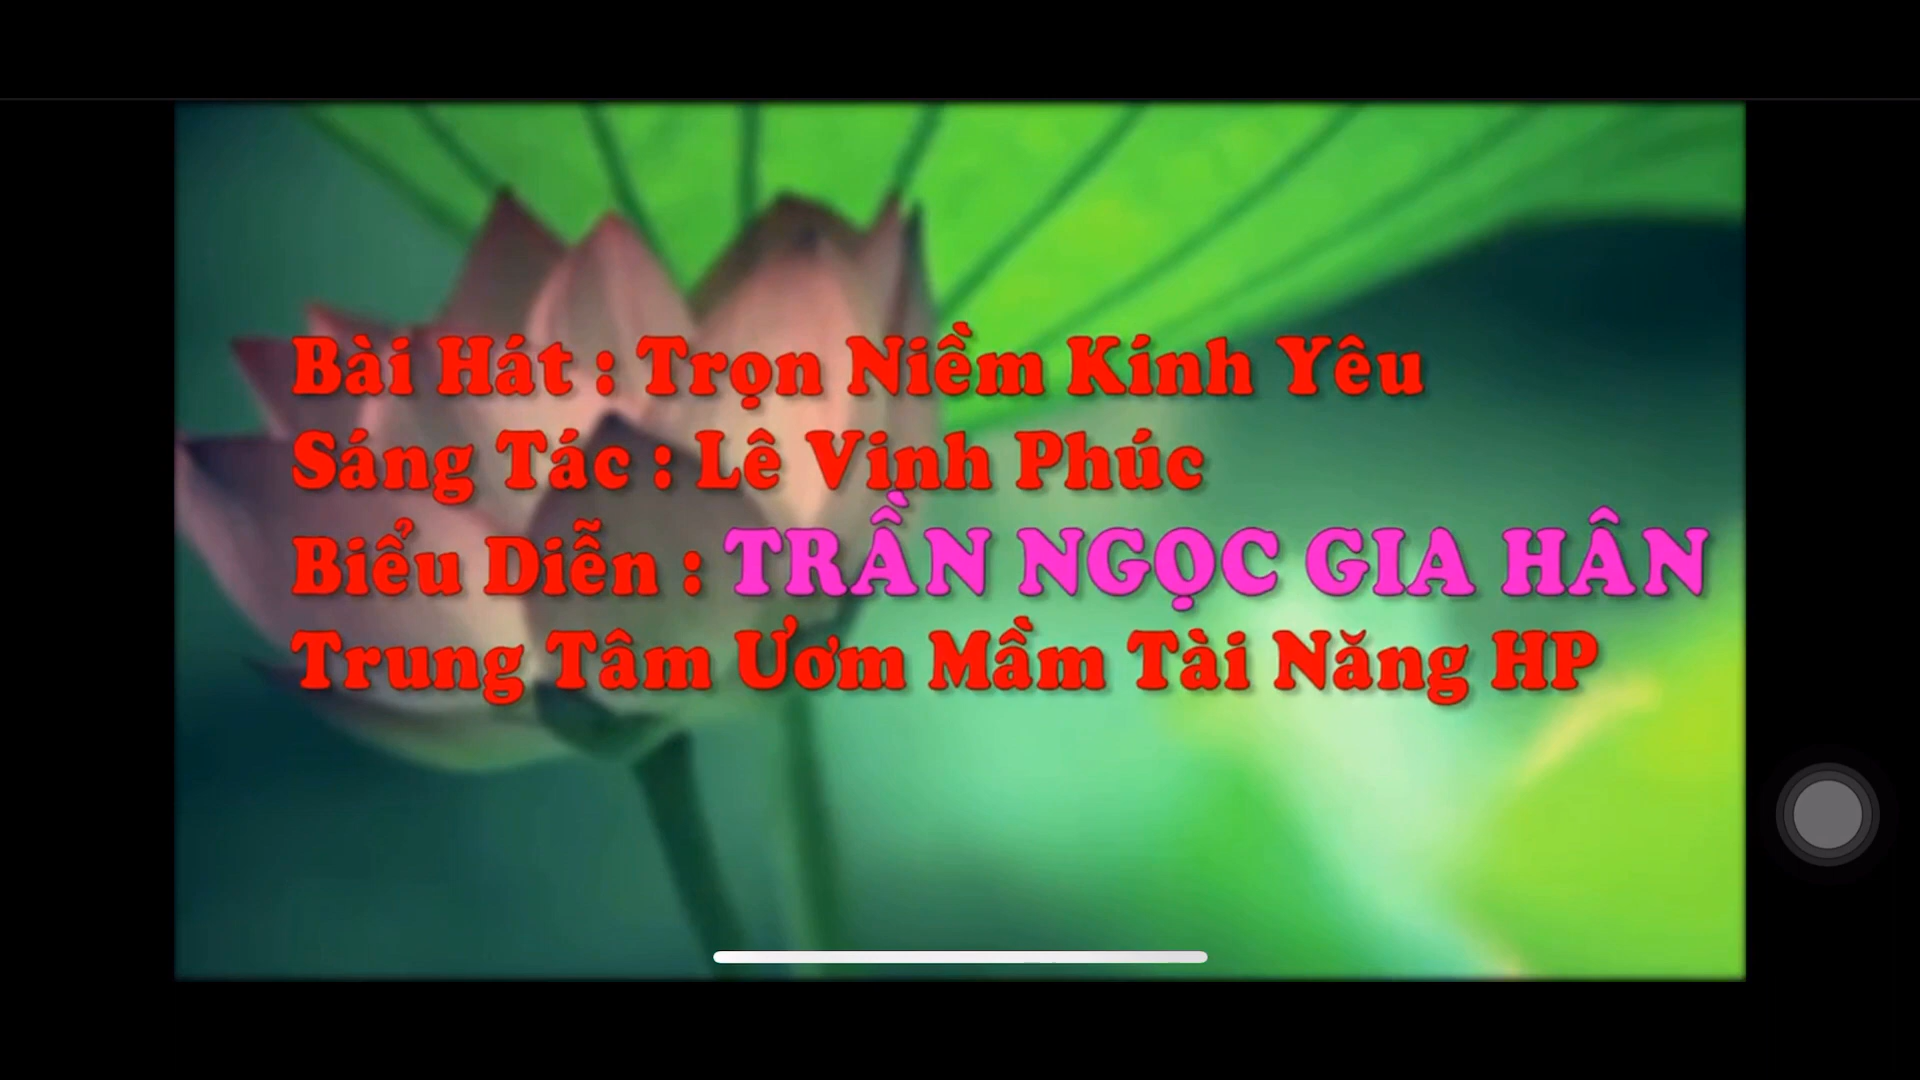 Bài Hát : Trọn Niềm Kính Yêu
Sáng Tác : Lê Vinh Phúc
Biểu Diễn : TRẦN NGỌC GIA HÂN
Trung Tâm Ươm Mầm Tài Năng HP